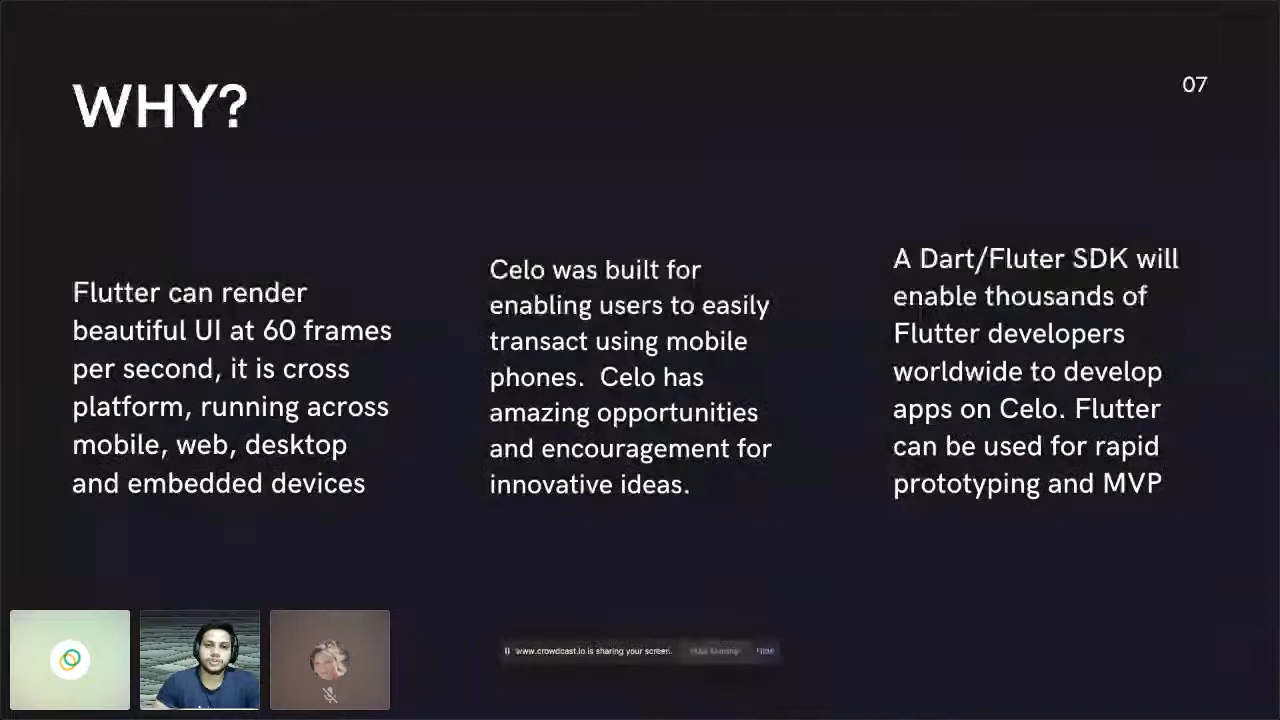 WHY?
07
Flutter can render
beautiful UI at 60 frames
per second, it is cross
platform, running across
mobile, web, desktop
and embedded devices
Celo was built for
enabling users to easily
transact using mobile
phones.  Celo has
amazing opportunities
and encouragement for
innovative ideas.
A Dart/Fluter SDK will
enable thousands of
Flutter developers
worldwide to develop
apps on Celo. Flutter
can be used for rapid
prototyping and MVP
www.crowdcast.io is sharing your screen.